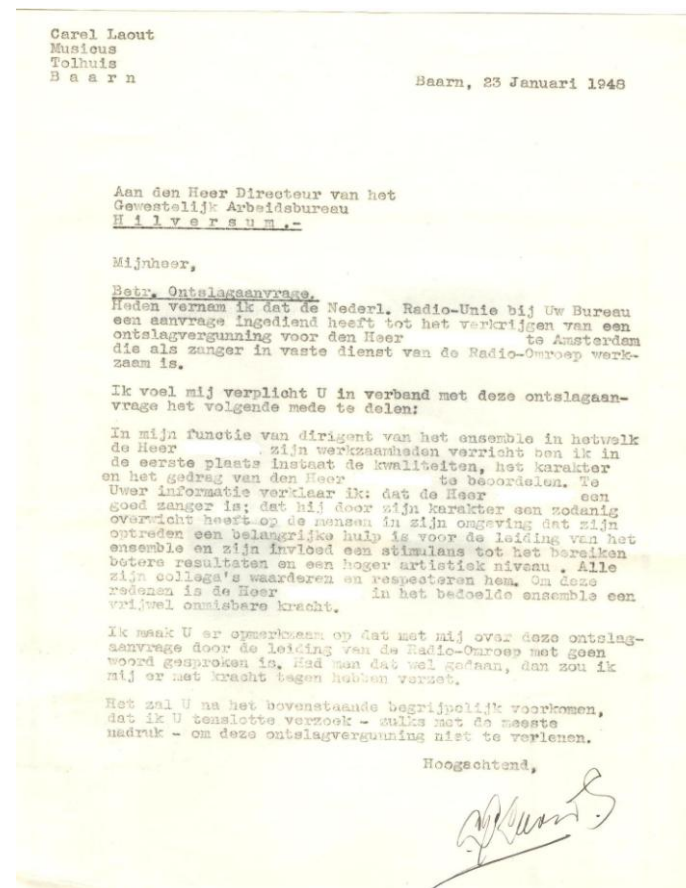 Carel Laout
Musicus
Tolhuis
B a a r n
Baarn, 23 Januari 1948
Aan den Heer Directeur van het
Gewestelijk Arbeidsbureau
H i l v e r s u m .-
Mijnheer,
Betr. Ontslagaanvrage.
Heden vernam ik dat de Nederl. Radio-Unie bij Uw Bureau
een aanvrage ingediend heeft tot het verkrijgen van een
ontslagvergunning voor den Heer te Amsterdam
die als zanger in vaste dienst van de Radio-Omroep werk-
zaam is.
Ik voel mij verplicht U in verband met deze ontslagaan-
vrage het volgende mede te delen:
In mijn functie van dirigent van het ensemble in hetwelk
de Heer , zijn werkzaamheden verricht ben ik in
de eerste plaats instaat de kwaliteiten, het karakter
en het gedrag van den Heer te beoordelen. Te
Uwer informatie verklaar ik: dat de Heer een
goed zanger is; dat hij door zijn karakter een zodanig
overwicht heeft op de mensen in zijn omgeving dat zijn
optreden een belangrijke hulp is voor de leiding van het
ensemble en zijn invloed een stimulans tot het bereiken
betere resultaten en een hoger artistiek niveau . Alle
zijn collega's waarderen en respecteren hem. Om deze
redenen is de Heer in het bedoelde ensemble een
vrijwel onmisbare kracht.
Ik maak U er opmerkzaam op dat met mij over deze ontslag-
aanvrage door de leiding van de Radio-Omroep met geen
woord gesproken is. Had men dat wel gedaan, dan zou ik
mij er met kracht tegen hebben verzet.
Het zal U na het bovenstaande begrijpelijk voorkomen,
dat ik U tenslotte verzoek - zulks met de meeste
nadruk - om deze ontslagvergunning niet te verlenen.
Hoogachtend,